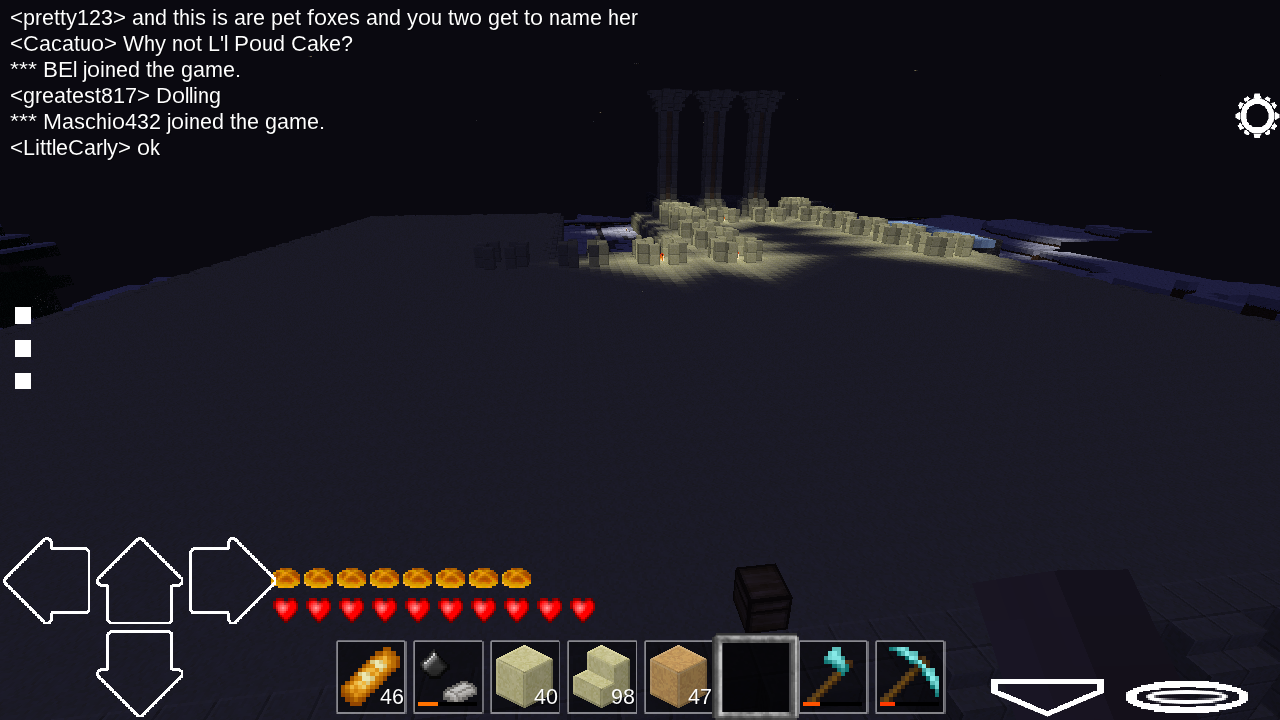 <pretty123> and this is are pet foxes and you two get to name her
<Cacatuo> Why not L'l Poud Cake?
*** BEl joined the game.
<greatest817> Dolling
*** Maschio432 joined the game.
<LittleCarly> ok
46
40
98
47